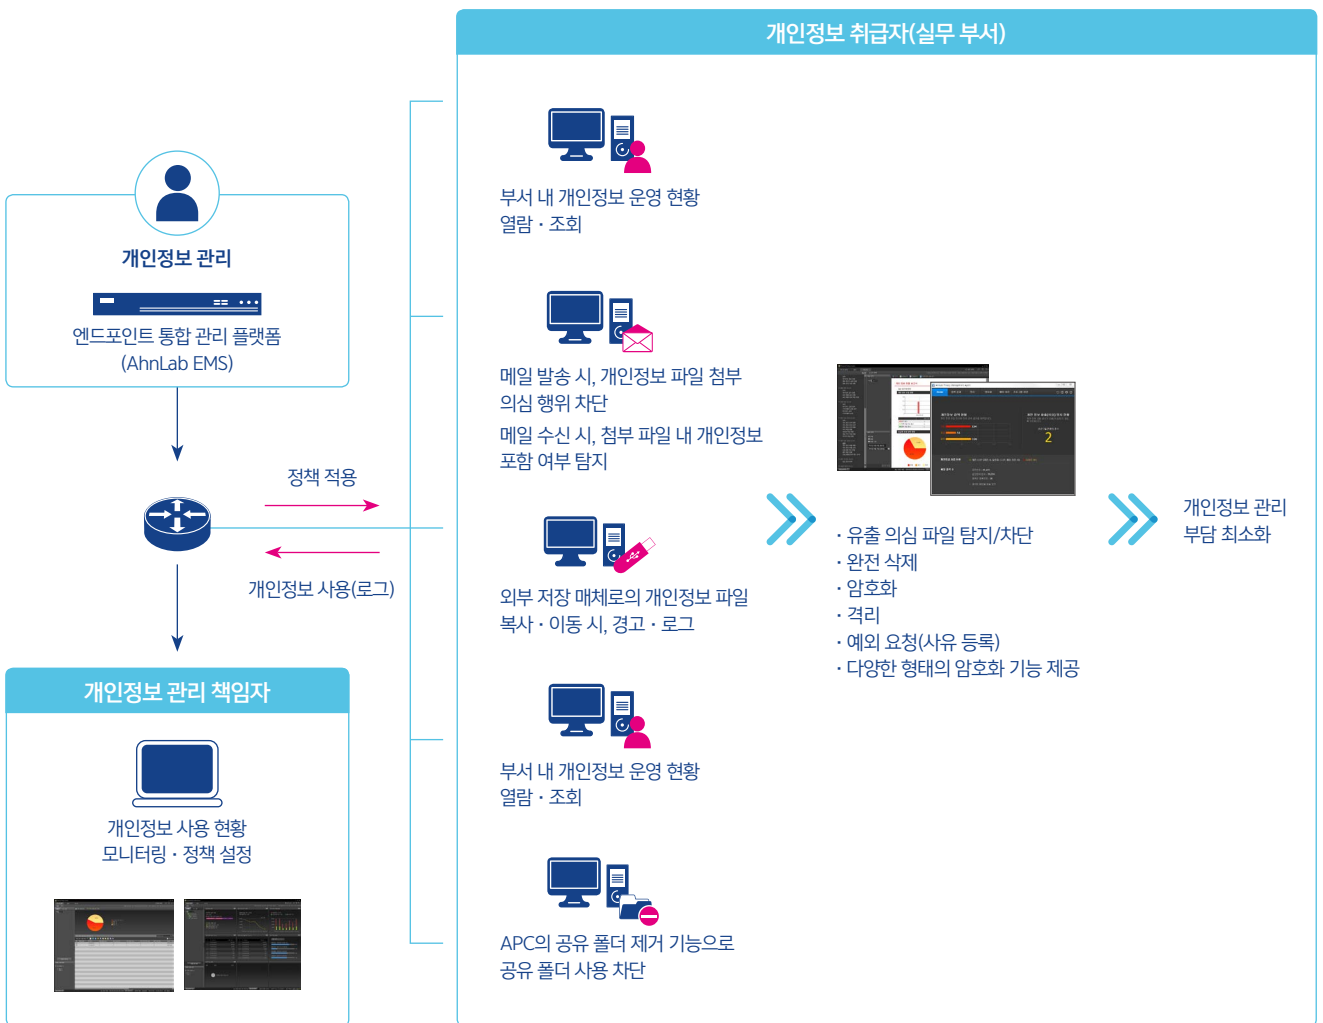 개인정보 취급자(실무 부서)
개인정보 관리
엔드포인트 통합 관리 플랫폼
(AhnLab EMS)
정책 적용
개인정보 사용(로그)
개인정보 관리 책임자
개인정보 사용 현황
모니터링 · 정책 설정
부서 내 개인정보 운영 현황
열람 · 조회
메일 발송 시, 개인정보 파일 첨부
의심 행위 차단
메일 수신 시, 첨부 파일 내 개인정보
포함 여부 탐지
외부 저장 매체로의 개인정보 파일
복사 · 이동 시, 경고 · 로그
부서 내 개인정보 운영 현황
열람 · 조회
APC의 공유 폴더 제거 기능으로
공유 폴더 사용 차단
2
· 유출 의심 파일 탐지/차단
· 완전 삭제
· 암호화
· 격리
· 예외 요청(사유 등록)
· 다양한 형태의 암호화 기능 제공
개인정보 관리
부담 최소화